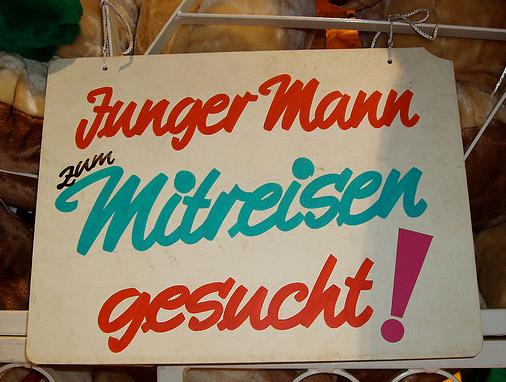 Junger Mann
zum
Mitreisen
gesucht!